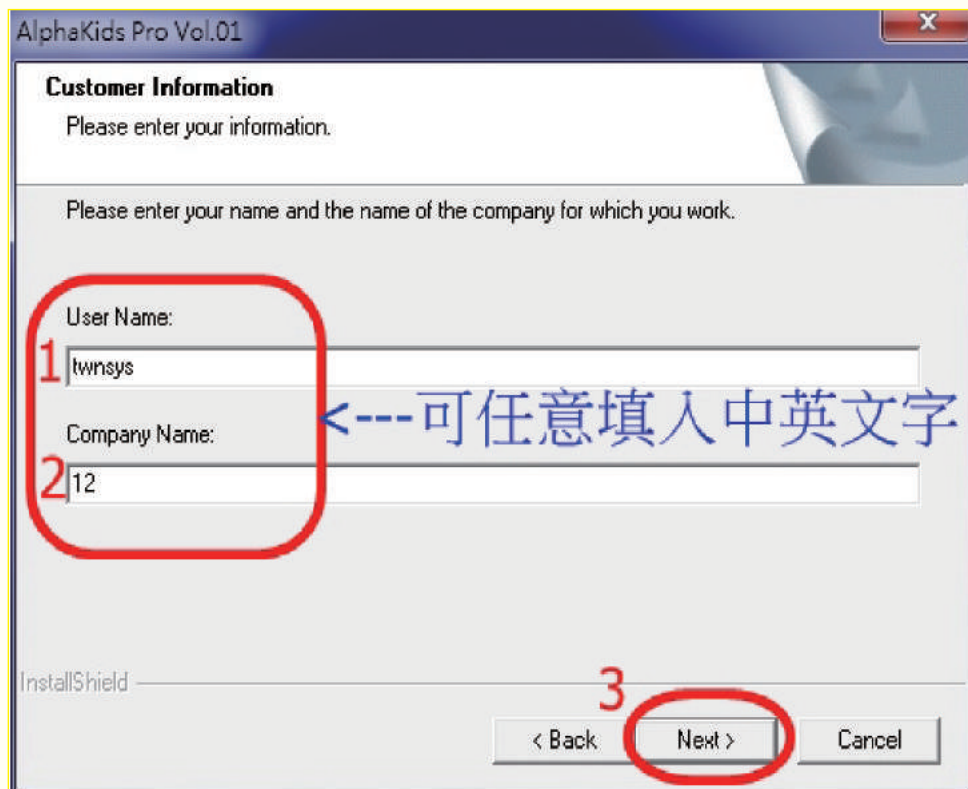 AlphaKids Pro Vol.01
Customer Information
Please enter your information.
Please enter your name and the name of the company for which you work.
User Name:
1 twnsys
<---可任意填入中英文字
Company Name:
2 12
InstallShield
3
< Back Next > Cancel